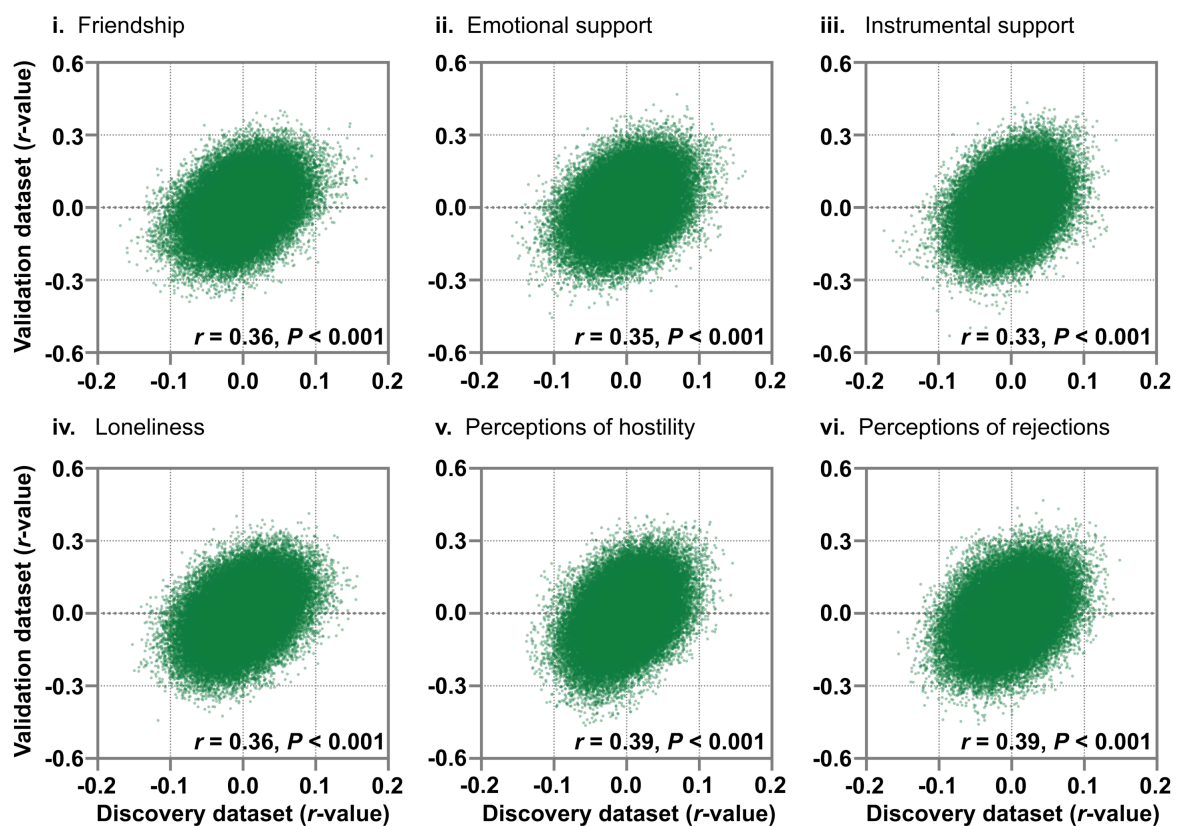 i. Friendship
ii. Emotional support
iii. Instrumental support
Validation dataset (r-value)
0.6
0.3
0.0
-0.3
-0.6
r = 0.36, P < 0.001
-0.2 -0.1 0.0 0.1 0.2
0.6
0.3
0.0
-0.3
-0.6
r = 0.35, P < 0.001
-0.2 -0.1 0.0 0.1 0.2
0.6
0.3
0.0
-0.3
-0.6
r = 0.33, P < 0.001
-0.2 -0.1 0.0 0.1 0.2
iv. Loneliness
v. Perceptions of hostility
vi. Perceptions of rejections
Validation dataset (r-value)
0.6
0.3
0.0
-0.3
-0.6
r = 0.36, P < 0.001
-0.2 -0.1 0.0 0.1 0.2
Discovery dataset (r-value)
0.6
0.3
0.0
-0.3
-0.6
r = 0.39, P < 0.001
-0.2 -0.1 0.0 0.1 0.2
Discovery dataset (r-value)
0.6
0.3
0.0
-0.3
-0.6
r = 0.39, P < 0.001
-0.2 -0.1 0.0 0.1 0.2
Discovery dataset (r-value)